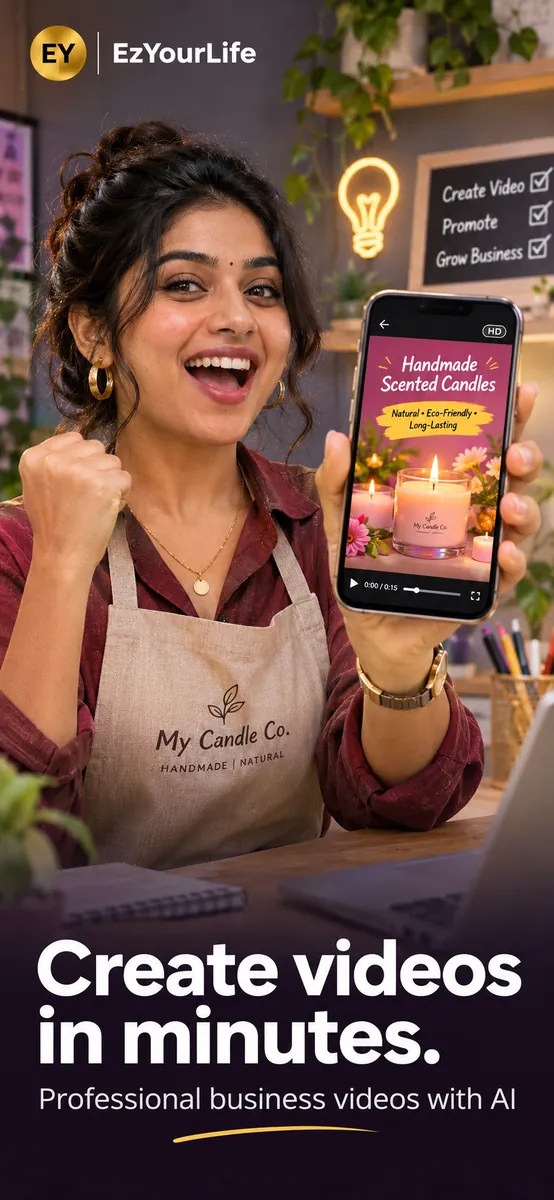 EY
EzYourLife
Create Video
Promote
Grow Business
HD
Handmade
Scented Candles
Natural • Eco-Friendly •
Long-Lasting
My Candle Co.
0:00 / 0:15
My Candle Co.
HANDMADE | NATURAL
Create videos
in minutes.
Professional business videos with AI